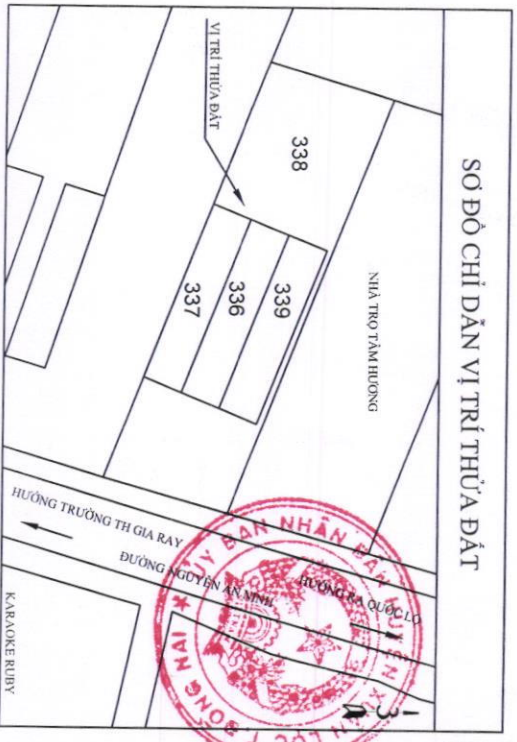 SƠ ĐỒ CHỈ DẪN VỊ TRÍ THỬA ĐẤT
NHÀ TRỌ TÂM HƯƠNG
VỊ TRÍ THỬA ĐẤT
338
339
336
337
HƯỚNG TRƯỜNG TH GIA RAY
ĐƯỜNG NGUYỄN AN NINH
HƯỚNG RA QUỐC LỘ
KARAOKE RUBY
ỦY BAN NHÂN DÂN HUYỆN X
LỘC T. ĐỒNG NAI